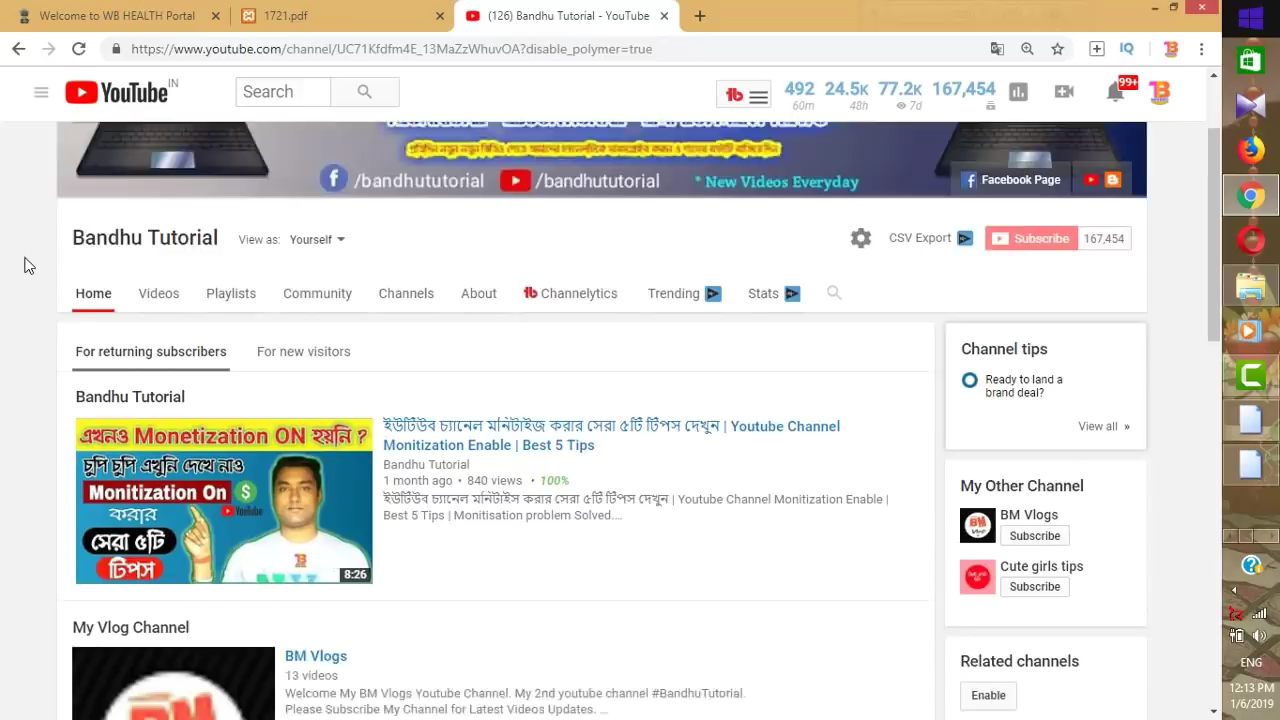 Welcome to WB HEALTH Portal
1721.pdf
(126) Bandhu Tutorial - YouTube
https://www.youtube.com/channel/UC71Kfdfm4E_13MaZzWhuvOA?disable_polymer=true
IQ
YouTube IN
Search
tb
492 24.5K 77.2K 167,454
60m 48h 7d
99+
/bandhututorial /bandhututorial * New Videos Everyday
Facebook Page
Bandhu Tutorial
View as: Yourself
CSV Export
Subscribe 167,454
Home Videos Playlists Community Channels About Channelytics Trending Stats
For returning subscribers For new visitors
Bandhu Tutorial
এখনও Monetization ON হয়নি ?
চুপি চুপি এখুনি দেখে নাও
Monitization On $
YouTube
করার
সেরা ৫টি
টিপস
8:26
ইউটিউব চ্যানেল মনিটাইজ করার সেরা ৫টি টিপস দেখুন | Youtube Channel
Monitization Enable | Best 5 Tips
Bandhu Tutorial
1 month ago • 840 views • 100%
ইউটিউব চ্যানেল মনিটাইস করার সেরা ৫টি টিপস দেখুন | Youtube Channel Monitization Enable |
Best 5 Tips | Monitisation problem Solved....
My Vlog Channel
BM
BM Vlogs
13 videos
Welcome My BM Vlogs Youtube Channel. My 2nd youtube channel #BandhuTutorial.
Please Subscribe My Channel for Latest Videos Updates. ...
Channel tips
Ready to land a
brand deal?
View all »
My Other Channel
BM
BM Vlogs
Subscribe
Cute girls tips
Subscribe
Related channels
Enable
ENG
12:13 PM
1/6/2019